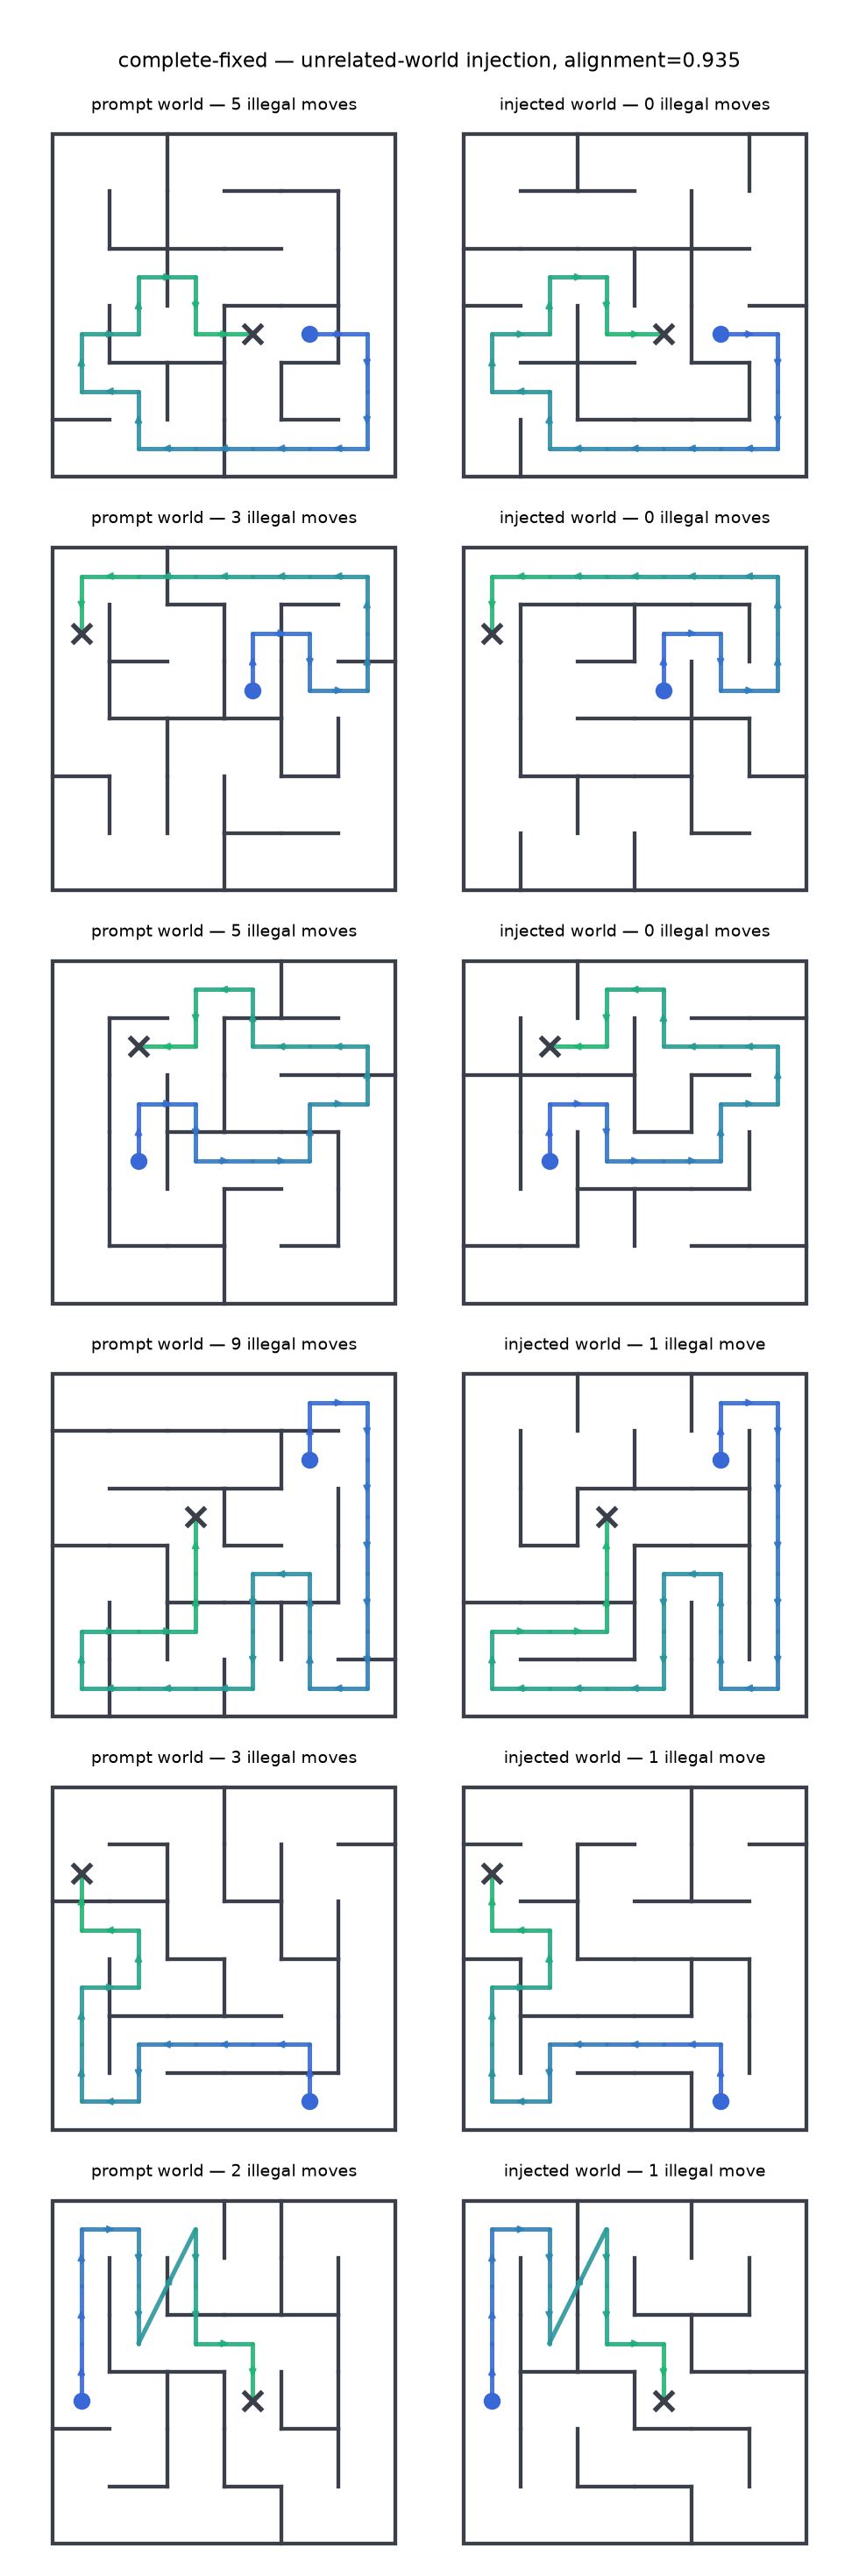 complete-fixed — unrelated-world injection, alignment=0.935
prompt world — 5 illegal moves
injected world — 0 illegal moves
prompt world — 3 illegal moves
injected world — 0 illegal moves
prompt world — 5 illegal moves
injected world — 0 illegal moves
prompt world — 9 illegal moves
injected world — 1 illegal move
prompt world — 3 illegal moves
injected world — 1 illegal move
prompt world — 2 illegal moves
injected world — 1 illegal move